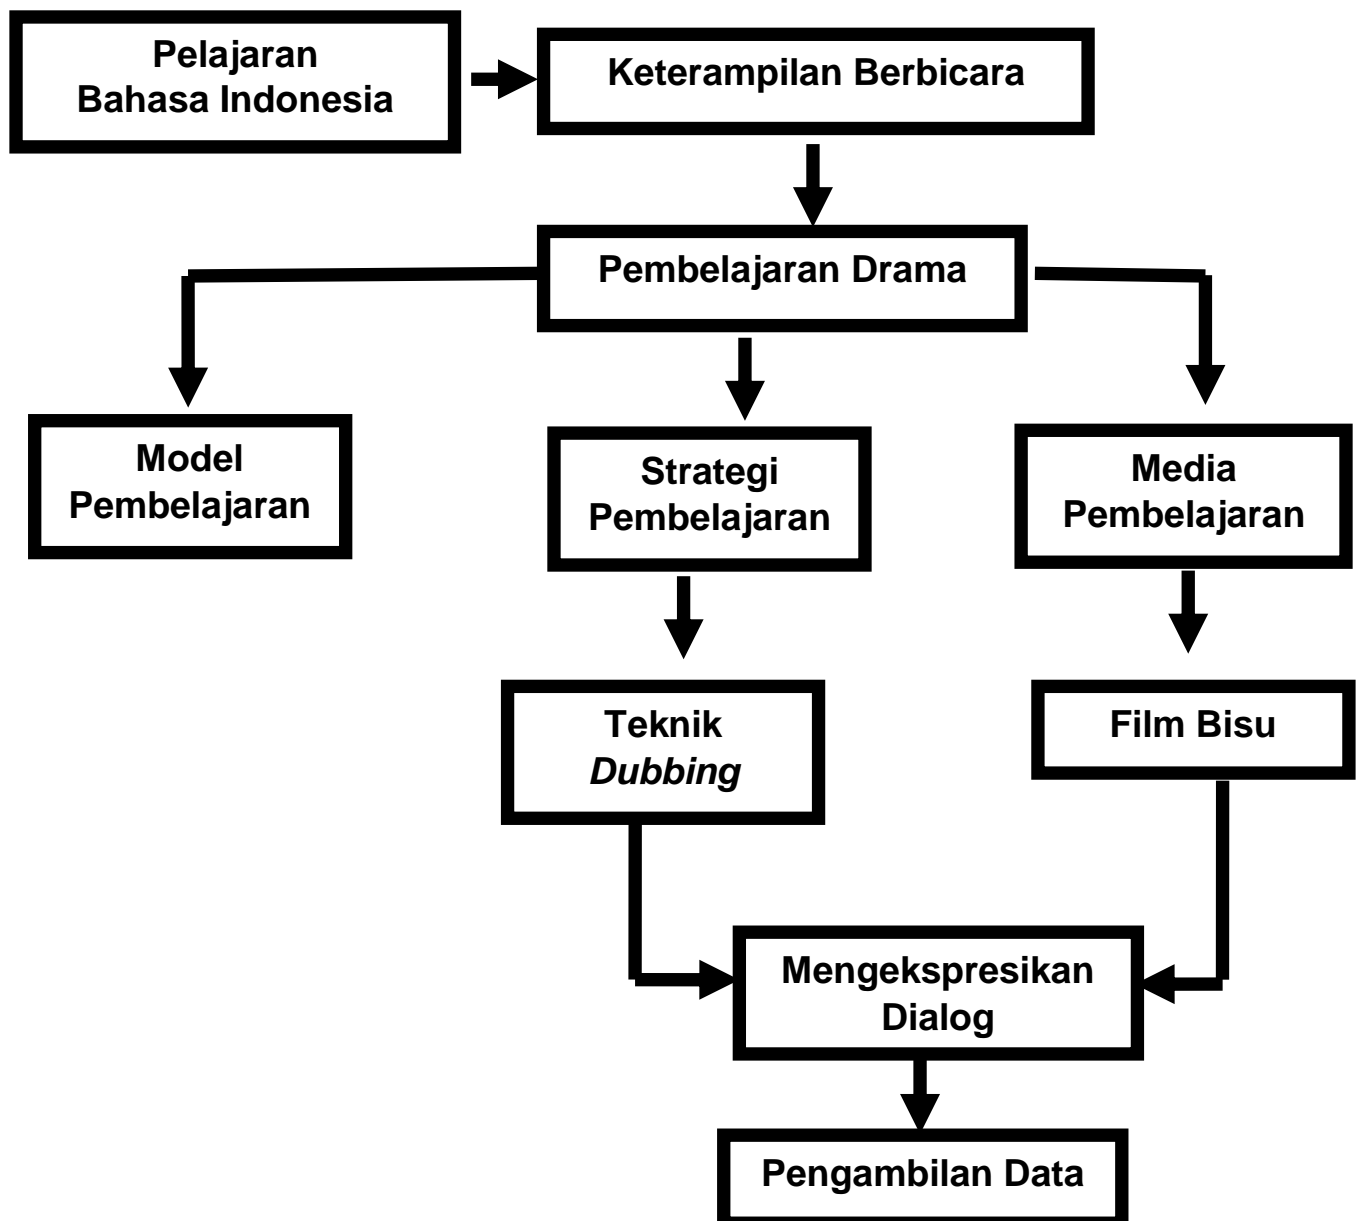 Pelajaran
Bahasa Indonesia
Keterampilan Berbicara
Pembelajaran Drama
Model
Pembelajaran
Strategi
Pembelajaran
Media
Pembelajaran
Teknik
Dubbing
Film Bisu
Mengekspresikan
Dialog
Pengambilan Data